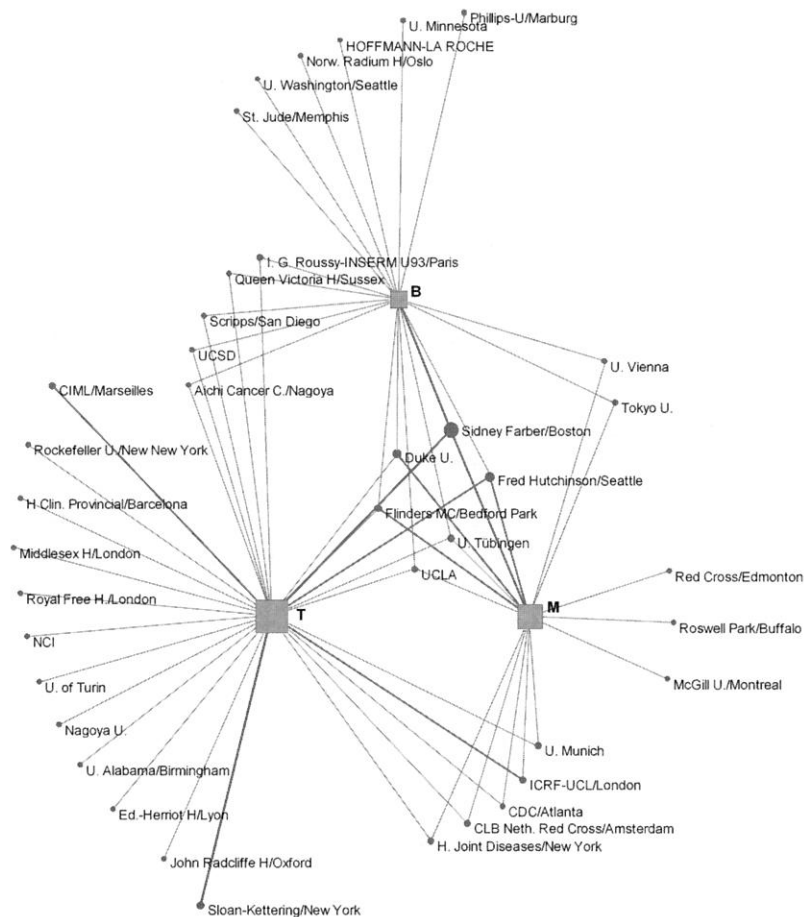 Phillips-U/Marburg
U. Minnesota
HOFFMANN-LA ROCHE
Norw. Radium H/Oslo
U. Washington/Seattle
St. Jude/Memphis
I. G. Roussy-INSERM U93/Paris
Queen Victoria H/Sussex
B
Scripps/San Diego
UCSD
U. Vienna
CIML/Marseilles
Aichi Cancer C./Nagoya
Tokyo U.
Sidney Farber/Boston
Rockefeller U./New New York
Duke U.
Fred Hutchinson/Seattle
H Clin. Provincial/Barcelona
Flinders MC/Bedford Park
U. Tübingen
Middlesex H/London
UCLA
Red Cross/Edmonton
Royal Free H./London
T
M
Roswell Park/Buffalo
NCI
McGill U./Montreal
U. of Turin
Nagoya U.
U. Munich
U. Alabama/Birmingham
ICRF-UCL/London
Ed.-Herriot H/Lyon
CDC/Atlanta
CLB Neth. Red Cross/Amsterdam
H. Joint Diseases/New York
John Radcliffe H/Oxford
Sloan-Kettering/New York